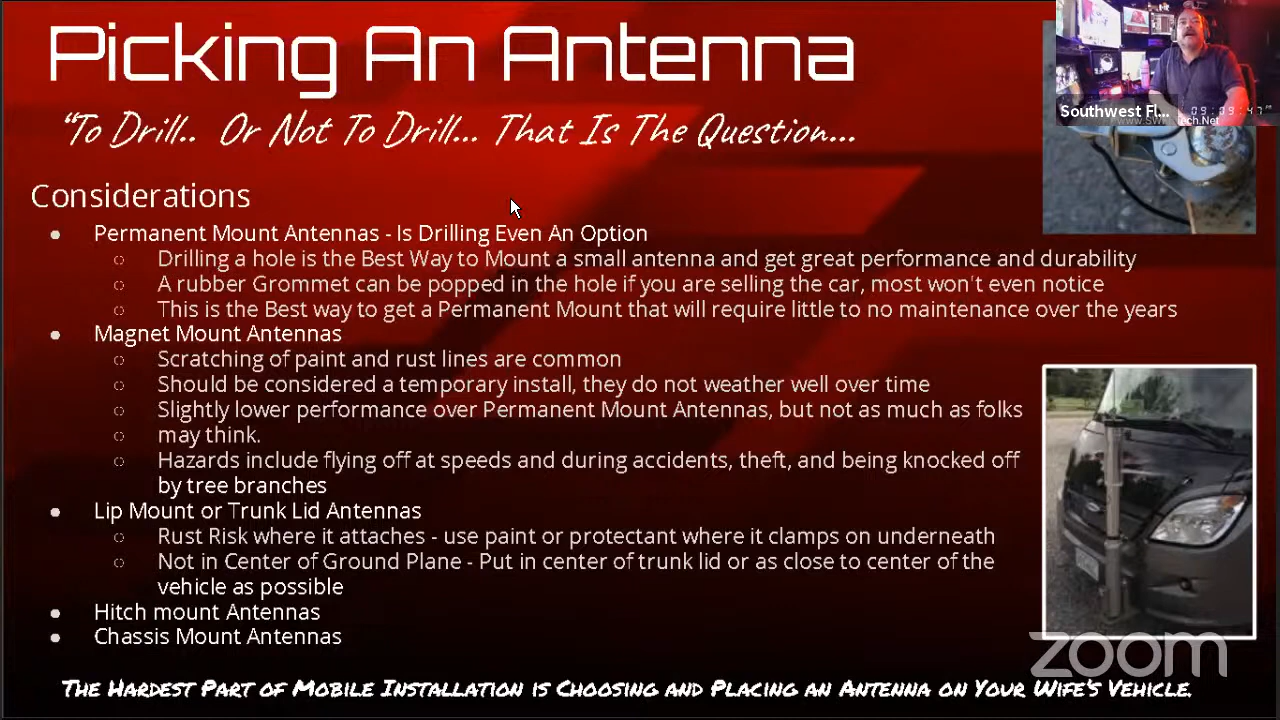 Picking An Antenna
"To Drill.. Or Not To Drill... That Is The Question...
Southwest Fl...
Considerations
● Permanent Mount Antennas - Is Drilling Even An Option
○ Drilling a hole is the Best Way to Mount a small antenna and get great performance and durability
○ A rubber Grommet can be popped in the hole if you are selling the car, most won't even notice
○ This is the Best way to get a Permanent Mount that will require little to no maintenance over the years
● Magnet Mount Antennas
○ Scratching of paint and rust lines are common
○ Should be considered a temporary install, they do not weather well over time
○ Slightly lower performance over Permanent Mount Antennas, but not as much as folks
○ may think.
○ Hazards include flying off at speeds and during accidents, theft, and being knocked off
by tree branches
● Lip Mount or Trunk Lid Antennas
○ Rust Risk where it attaches - use paint or protectant where it clamps on underneath
○ Not in Center of Ground Plane - Put in center of trunk lid or as close to center of the
vehicle as possible
● Hitch mount Antennas
● Chassis Mount Antennas
zoom
The Hardest Part of Mobile Installation is Choosing and Placing an Antenna on Your Wife's Vehicle.